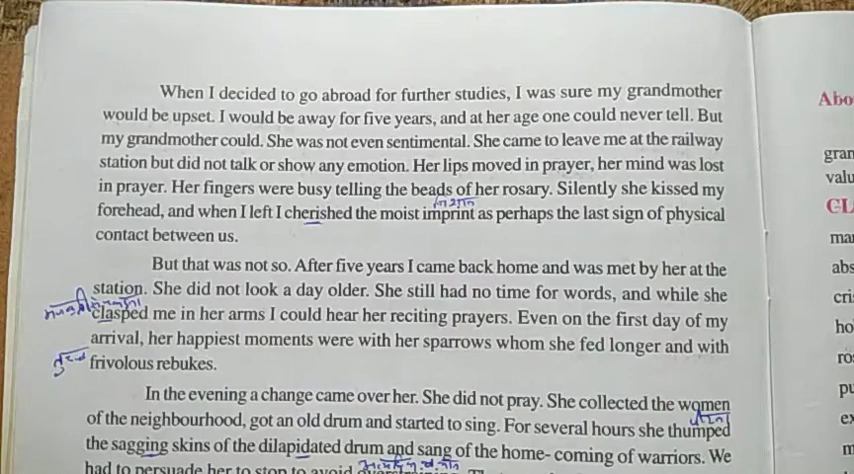 When I decided to go abroad for further studies, I was sure my grandmother
would be upset. I would be away for five years, and at her age one could never tell. But
my grandmother could. She was not even sentimental. She came to leave me at the railway
station but did not talk or show any emotion. Her lips moved in prayer, her mind was lost
in prayer. Her fingers were busy telling the beads of her rosary. Silently she kissed my
forehead, and when I left I cherished the moist imprint as perhaps the last sign of physical
contact between us.
But that was not so. After five years I came back home and was met by her at the
station. She did not look a day older. She still had no time for words, and while she
clasped me in her arms I could hear her reciting prayers. Even on the first day of my
arrival, her happiest moments were with her sparrows whom she fed longer and with
frivolous rebukes.
In the evening a change came over her. She did not pray. She collected the women
of the neighbourhood, got an old drum and started to sing. For several hours she thumped
the sagging skins of the dilapidated drum and sang of the home- coming of warriors. We
had to persuade her to stop to avoid
Abo
gran
valu
CL
mar
abs
cri
ho
ro
pu
ex
m